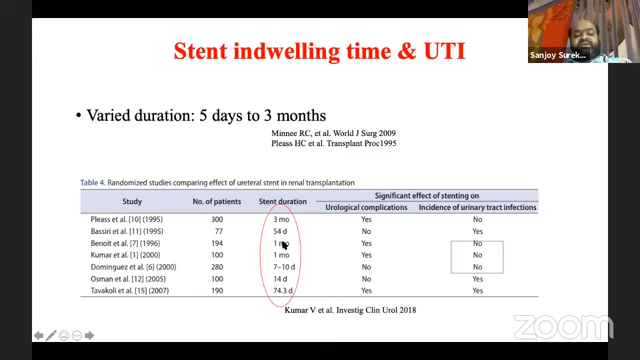 Sanjoy Surek...
Stent indwelling time & UTI
• Varied duration: 5 days to 3 months
Minnee RC, et al. World J Surg 2009
Pleass HC et al. Transplant Proc1995
Table 4. Randomized studies comparing effect of ureteral stent in renal transplantation
Study No. of patients Stent duration Significant effect of stenting on
Urological complications Incidence of urinary tract infections
Pleass et al. [10] (1995) 300 3 mo Yes No
Bassiri et al. [11] (1995) 77 54 d No Yes
Benoit et al. [7] (1996) 194 1 mo Yes No
Kumar et al. [1] (2000) 100 1 mo Yes No
Dominguez et al. [6] (2000) 280 7–10 d No No
Osman et al. [12] (2005) 100 14 d No Yes
Tavakoli et al. [15] (2007) 190 74.3 d Yes Yes
Kumar V et al. Investig Clin Urol 2018
zoom